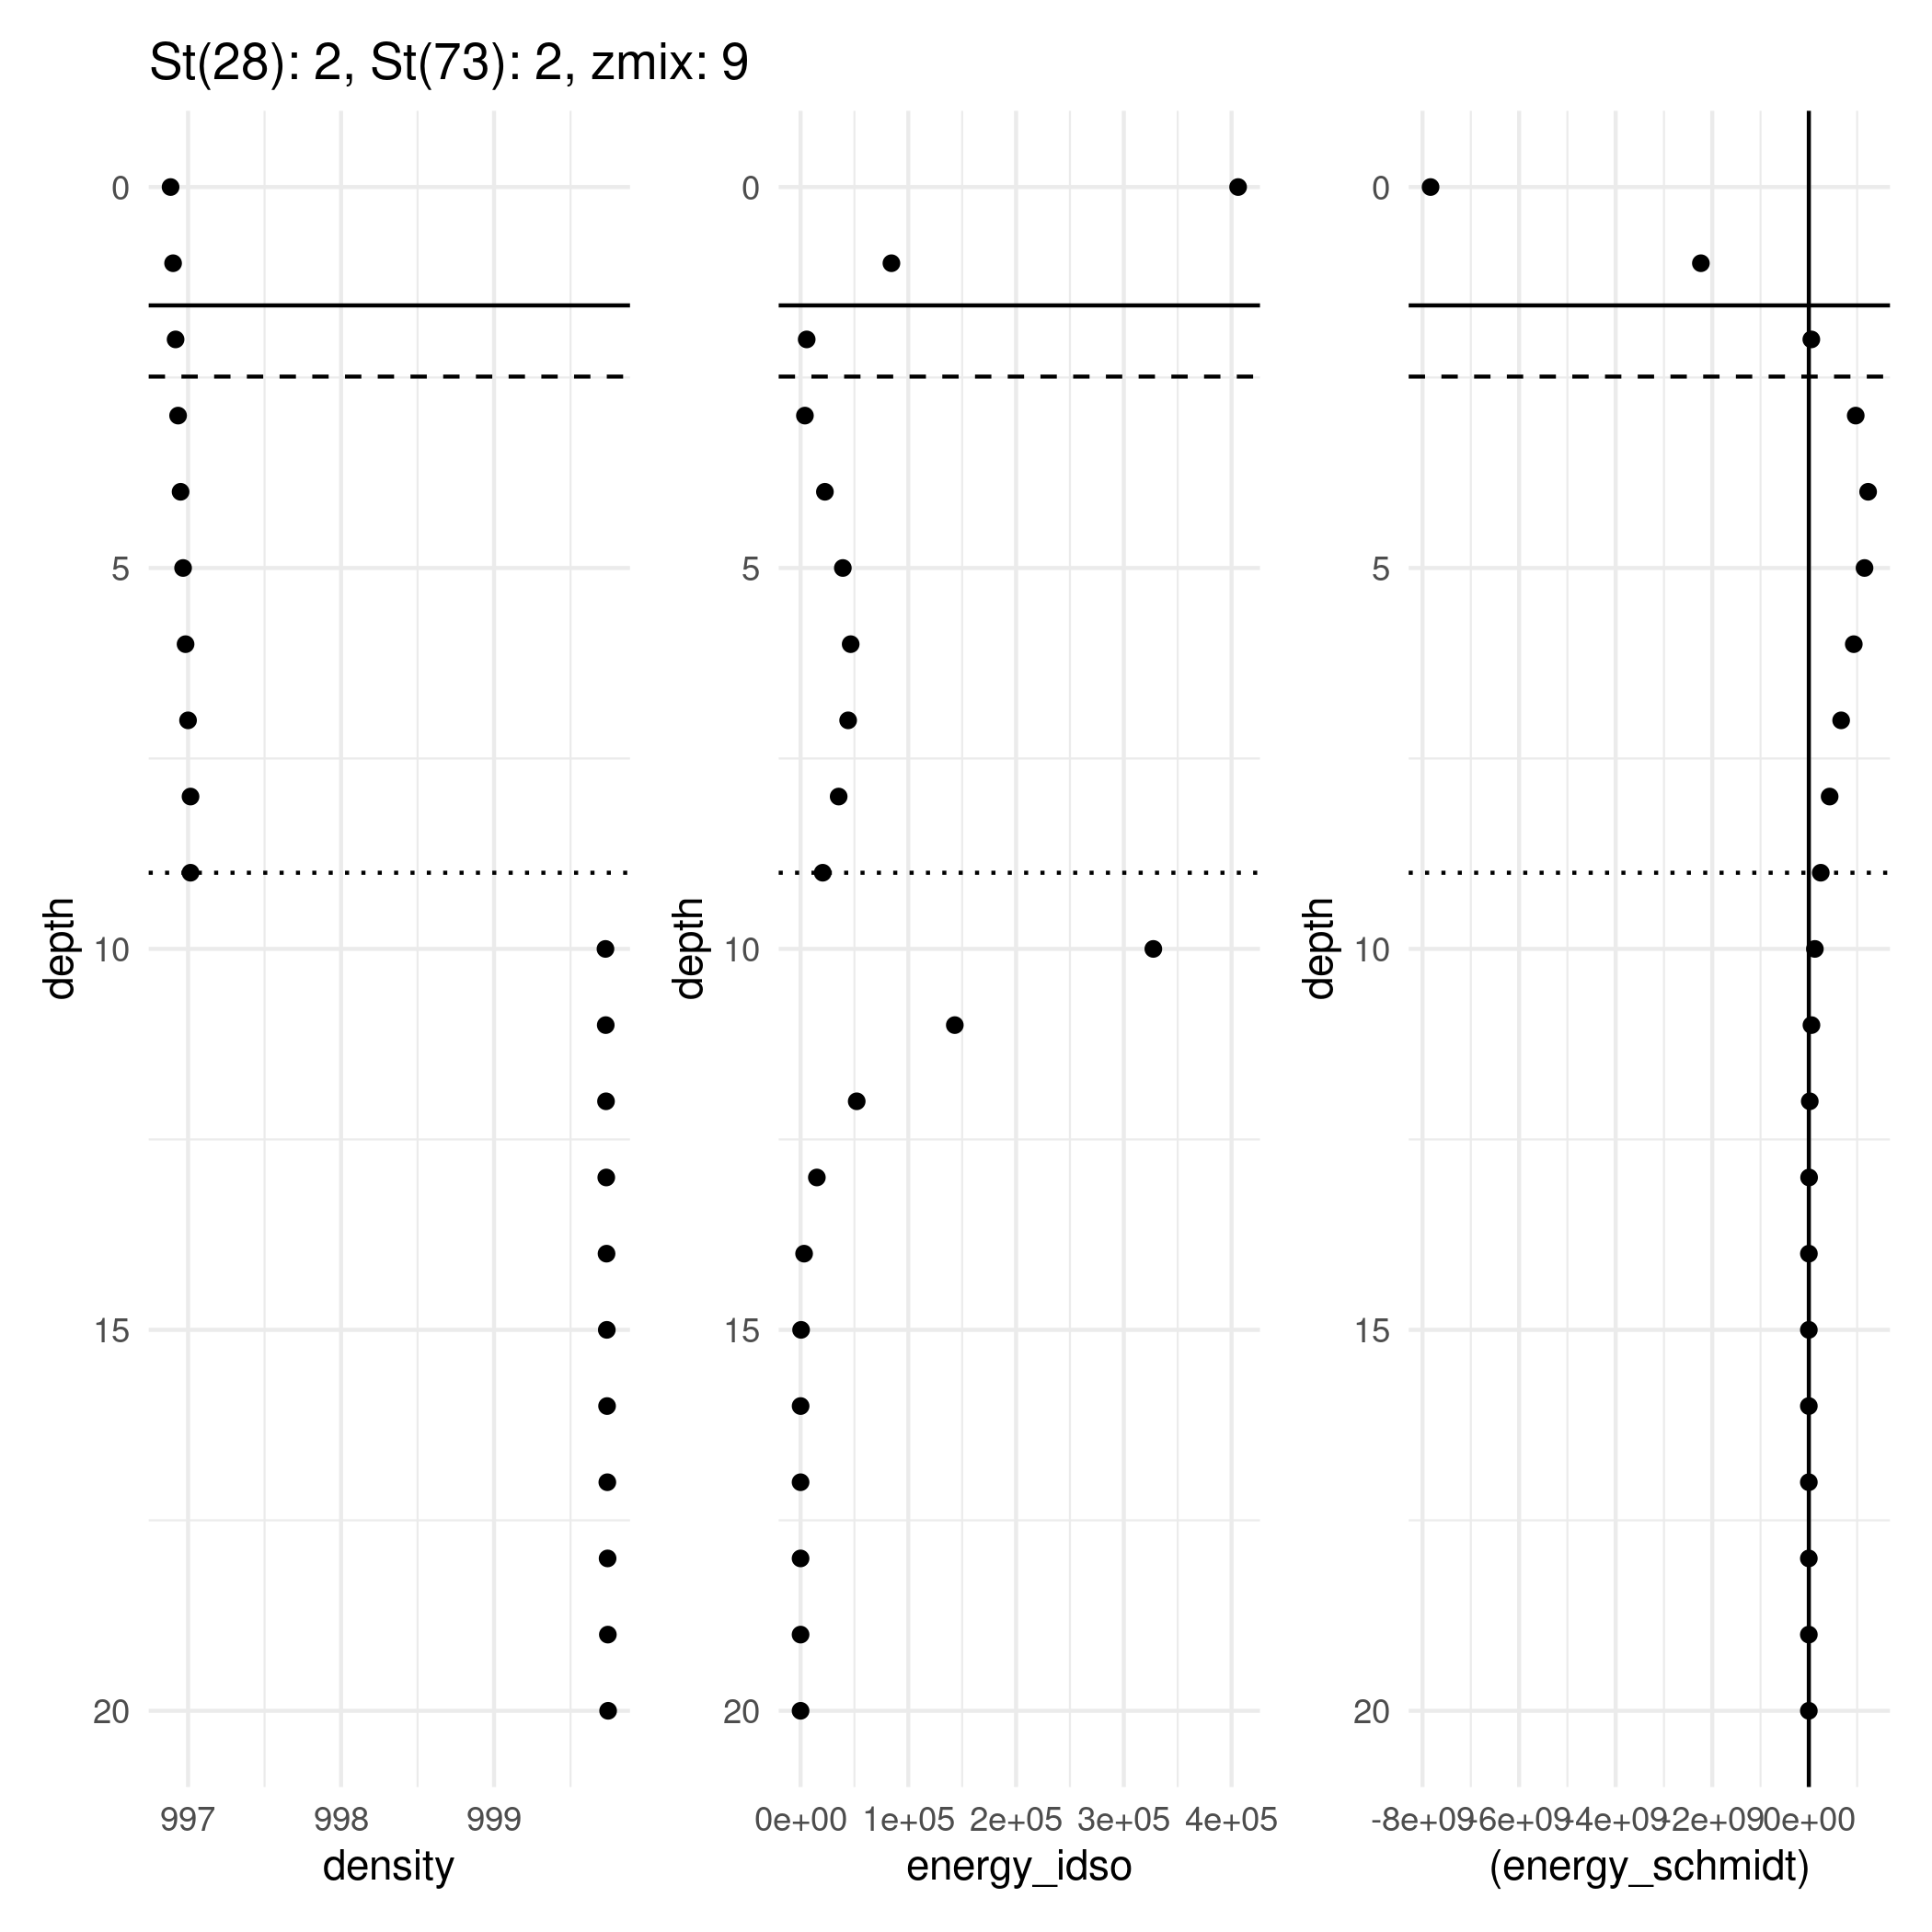 St(28): 2, St(73): 2, zmix: 9
depth
0
5
10
15
20
997 998 999
density
depth
0
5
10
15
20
0e+00 1e+05 2e+05 3e+05 4e+05
energy_idso
depth
0
5
10
15
20
-8e+09 -6e+09 -4e+09 -2e+09 0e+00
(energy_schmidt)